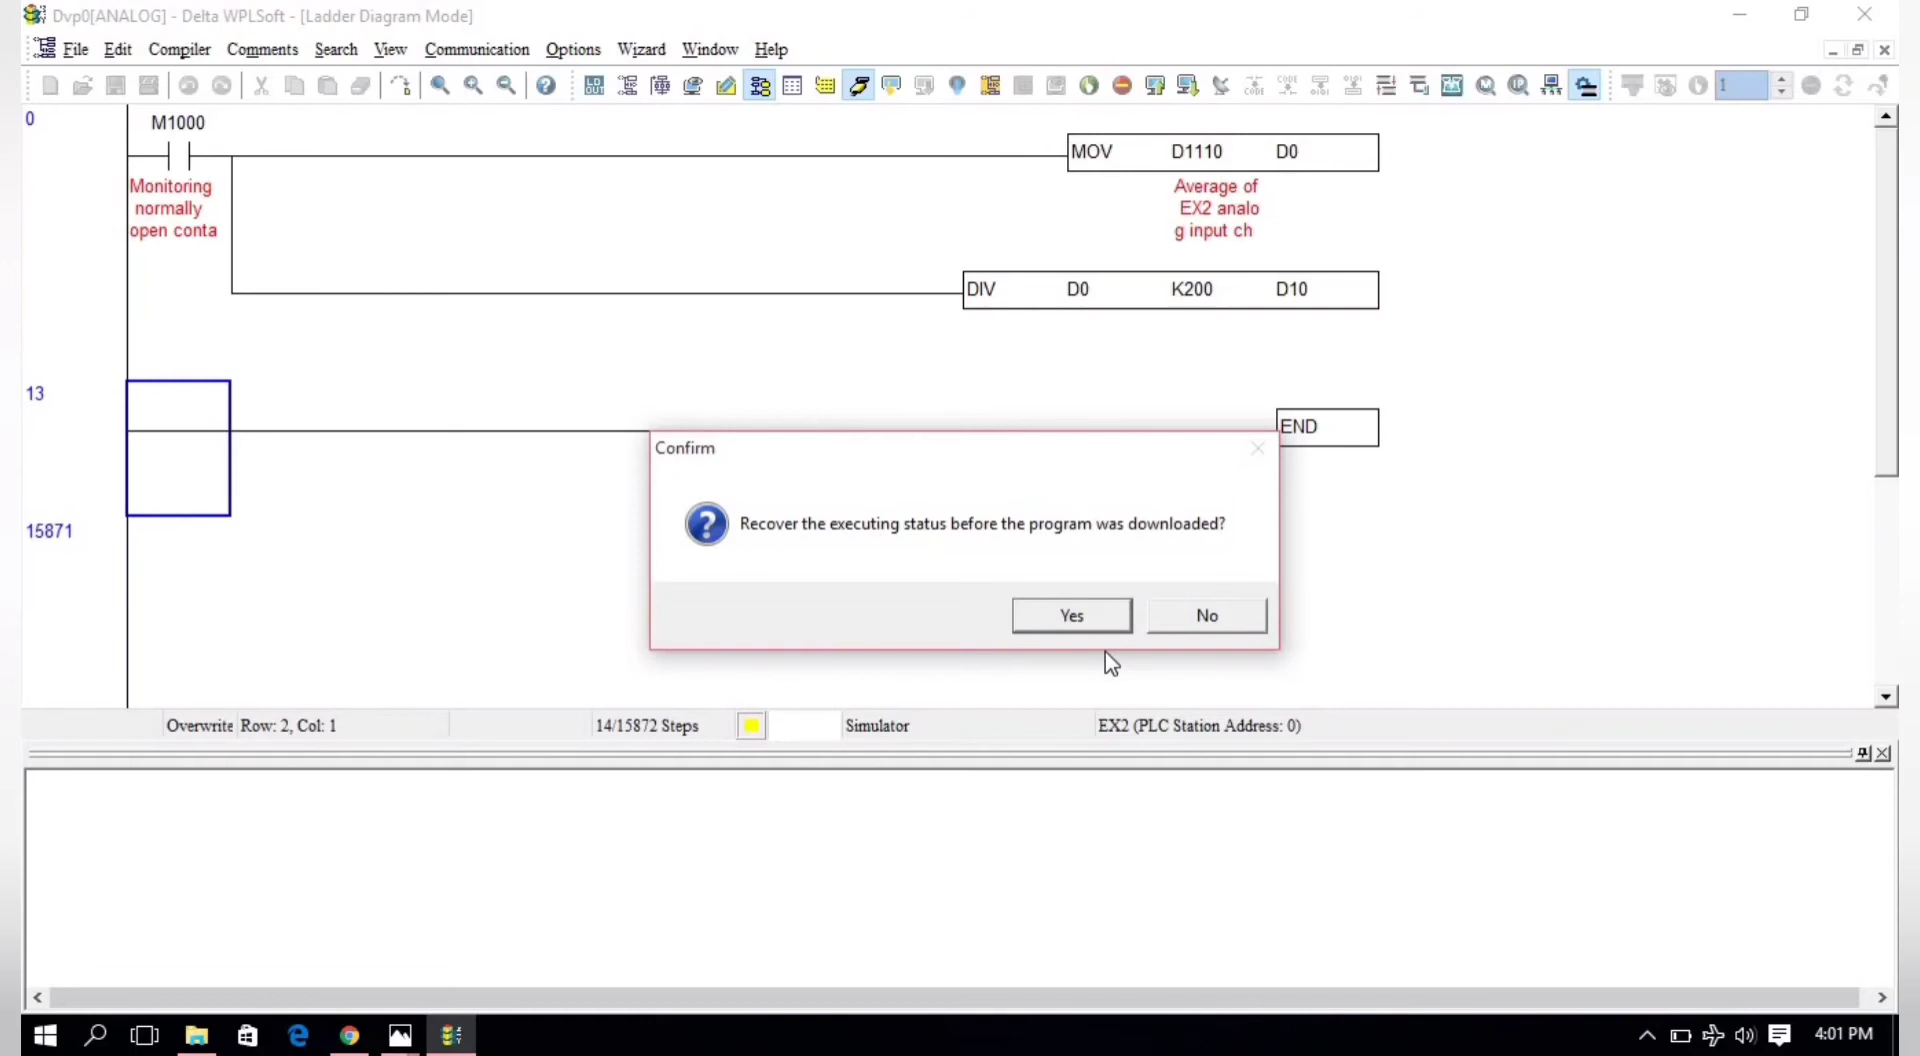 Dvp0[ANALOG] - Delta WPLSoft - [Ladder Diagram Mode]
File Edit Compiler Comments Search View Communication Options Wizard Window Help
1
0
M1000
MOV D1110 D0
Monitoring
normally
open conta
Average of
EX2 analo
g input ch
DIV D0 K200 D10
13
END
Confirm
Recover the executing status before the program was downloaded?
Yes No
15871
Overwrite Row: 2, Col: 1 14/15872 Steps Simulator EX2 (PLC Station Address: 0)
4:01 PM